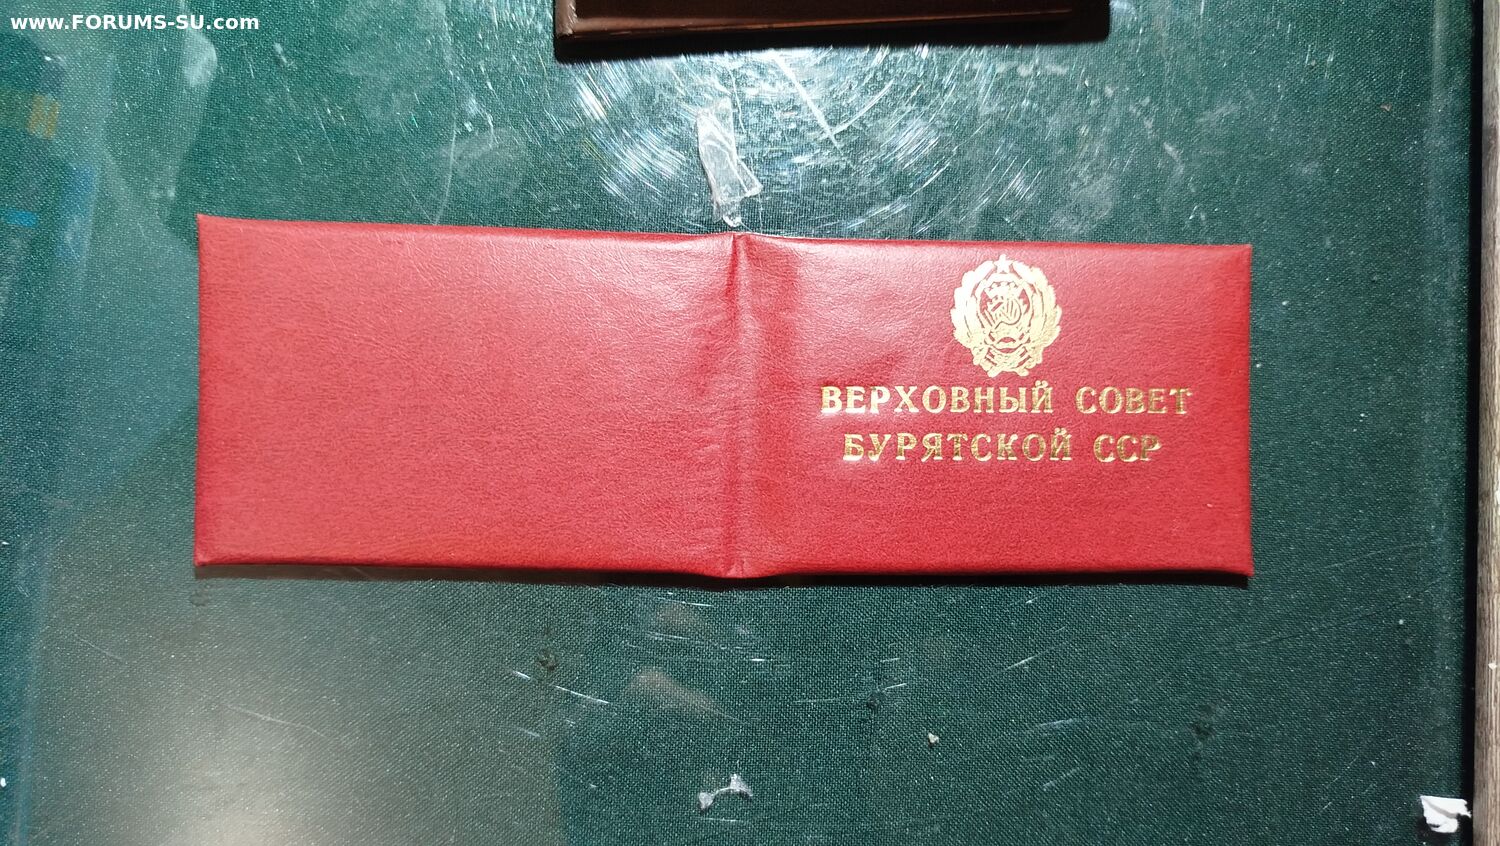 www.FORUMS-SU.com
ВЕРХОВНЫЙ СОВЕТ
БУРЯТСКОЙ ССР